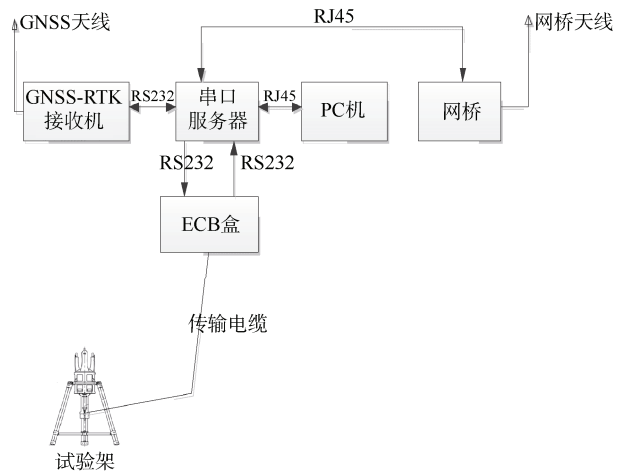 RJ45
GNSS天线
网桥天线
GNSS-RTK
接收机
RS232
串口
服务器
RJ45
PC机
网桥
RS232
RS232
ECB盒
传输电缆
试验架